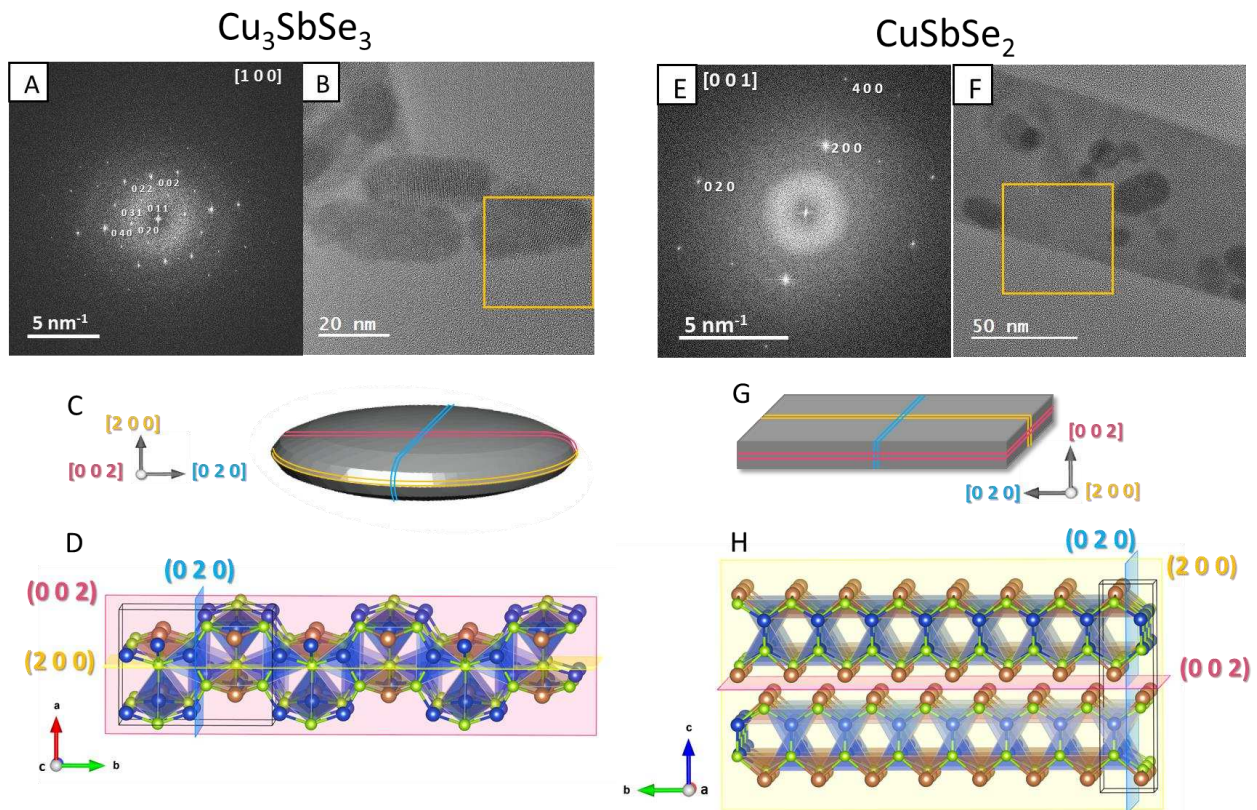 Cu₃SbSe₃
CuSbSe₂
A
[1 0 0]
0 2 2
0 0 2
0 3 1
0 1 1
0 4 0
0 2 0
5 nm⁻¹
B
20 nm
E
[0 0 1]
4 0 0
2 0 0
0 2 0
5 nm⁻¹
F
50 nm
C
[2 0 0]
[0 0 2]
[0 2 0]
G
[0 0 2]
[0 2 0]
[2 0 0]
D
(0 0 2)
(0 2 0)
(2 0 0)
a
c
b
H
(0 2 0)
(2 0 0)
(0 0 2)
c
b
a